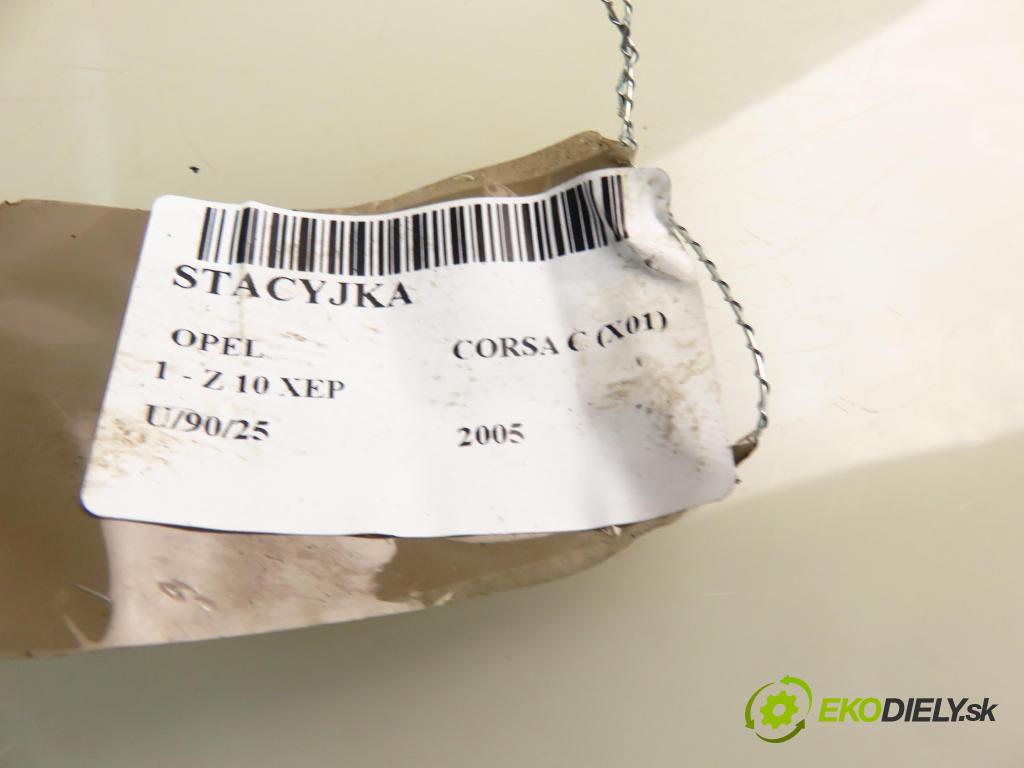 STACYJKA
OPEL CORSA C (X01)
1 - Z 10 XEP
U/90/25 2005
EKODIELY.sk